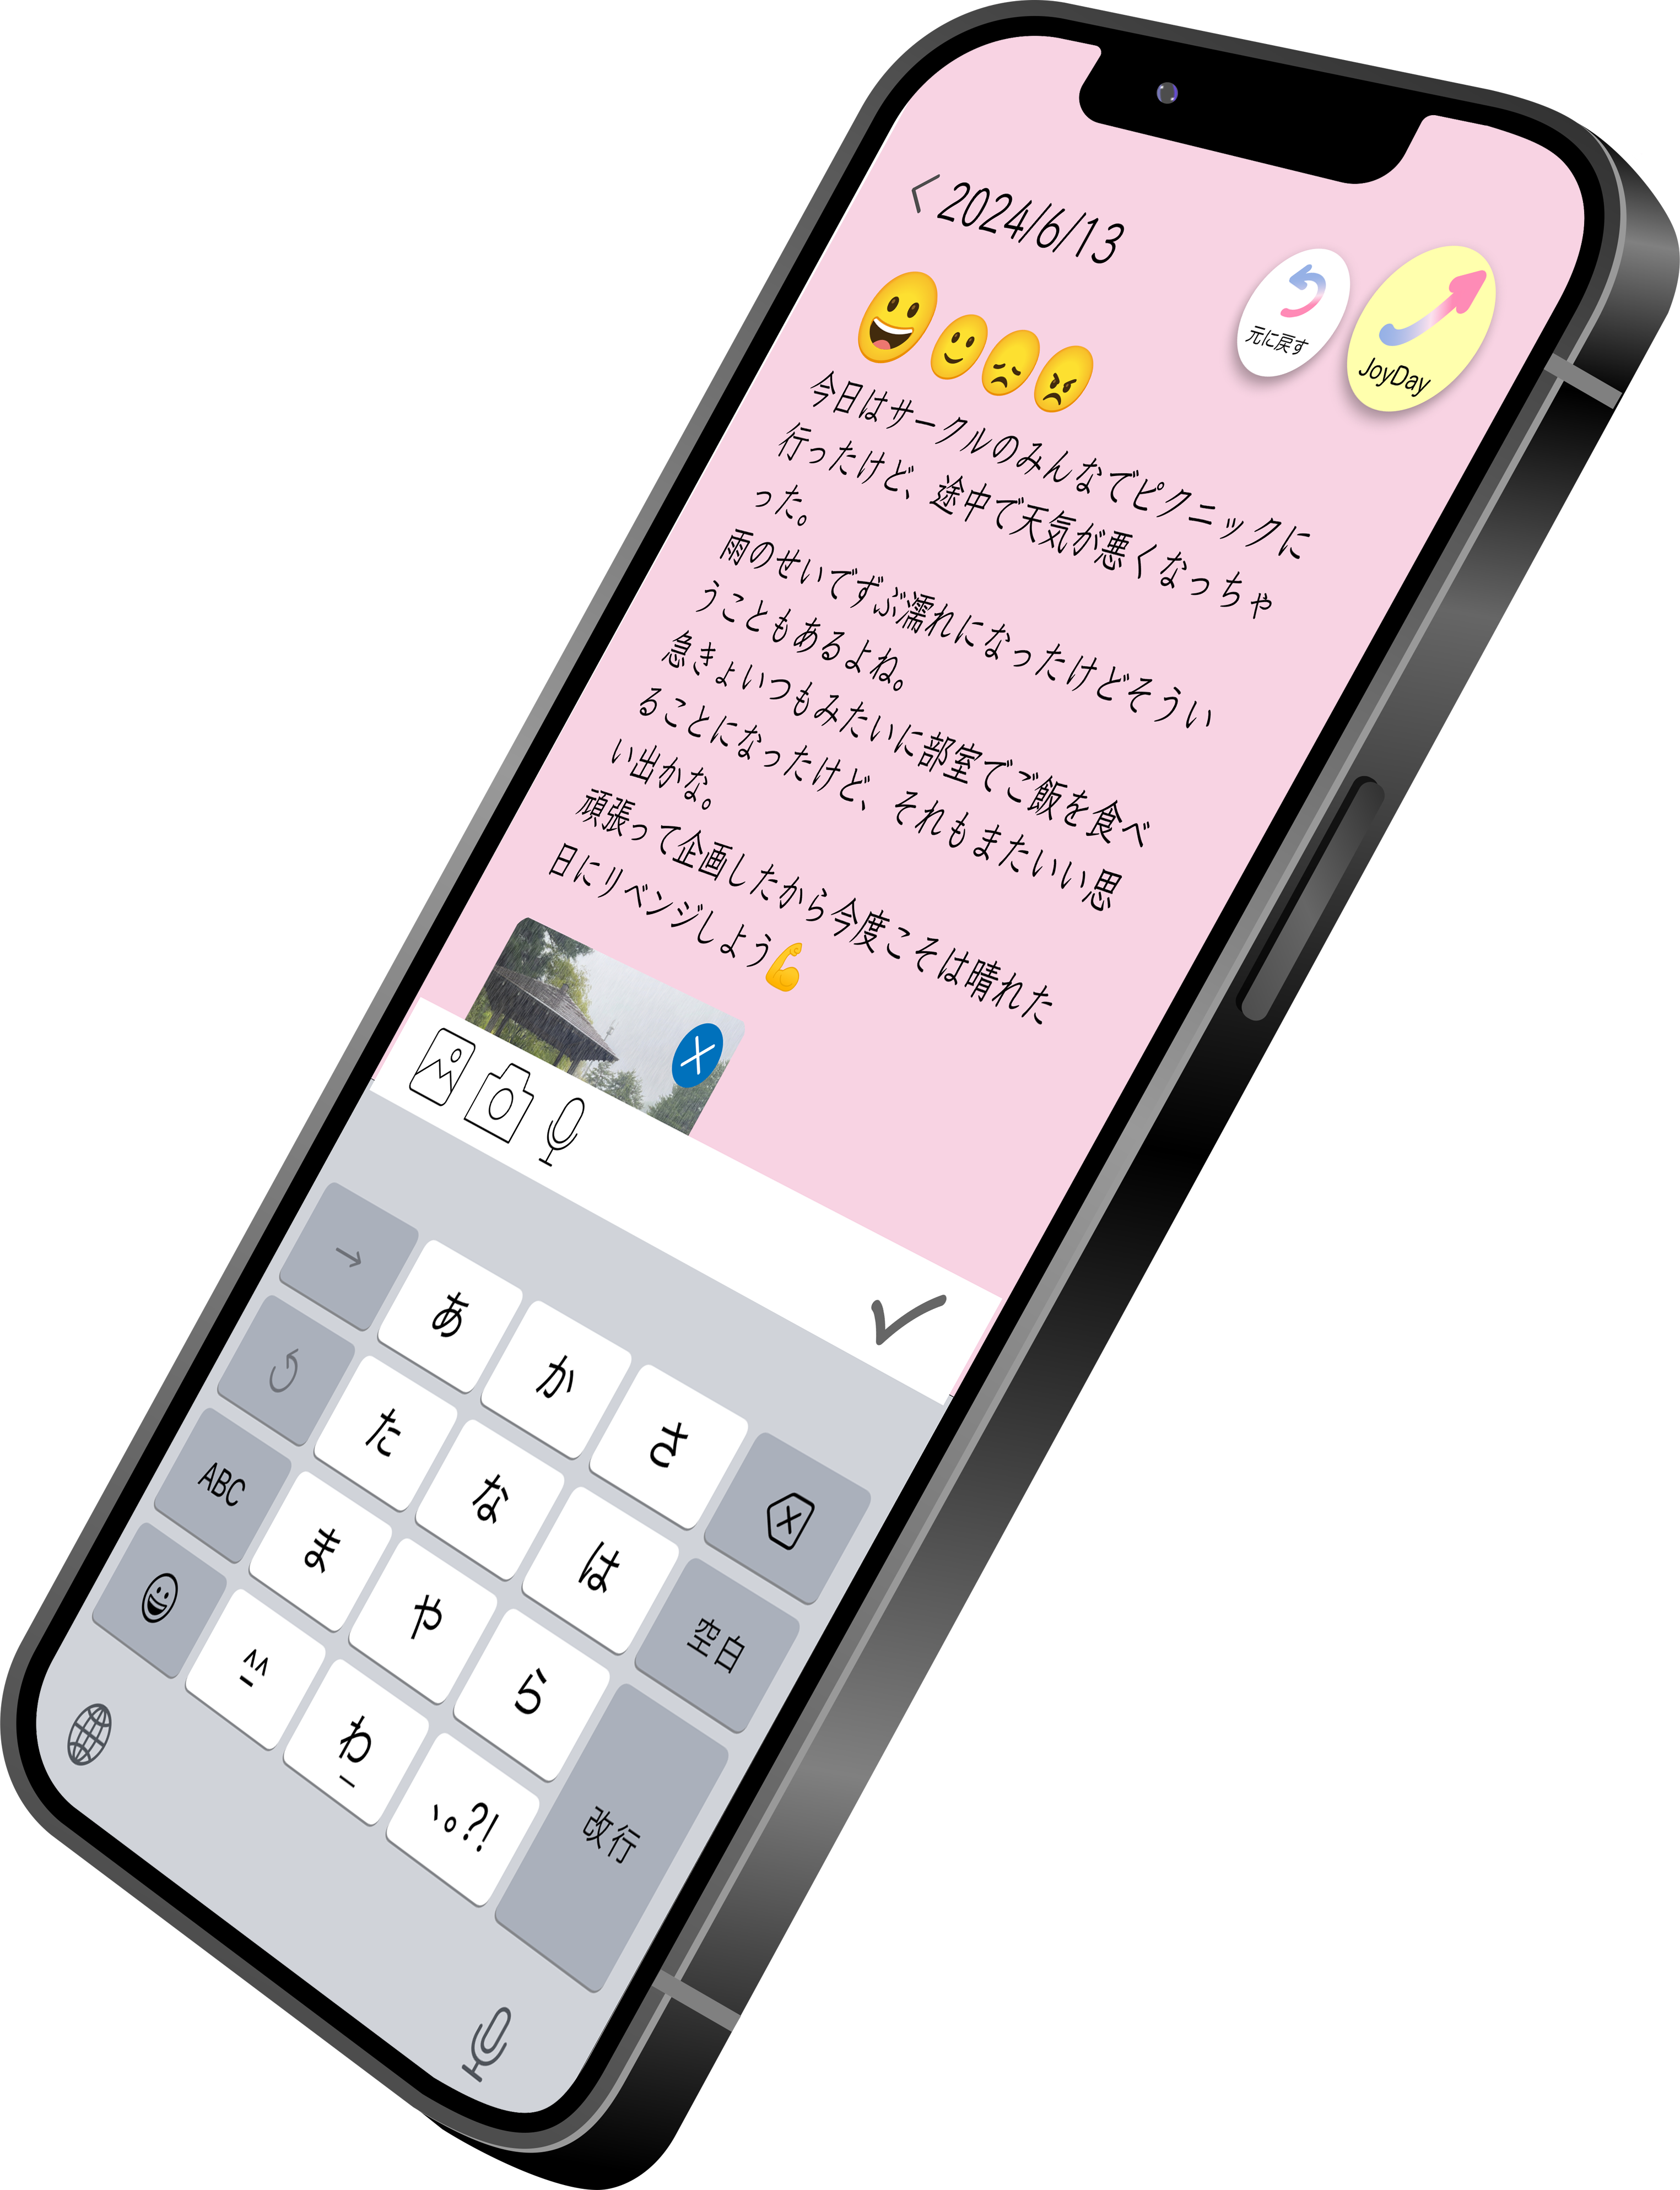 2024/6/13
元に戻す
JoyDay
今日はサークルのみんなでピクニックに
行ったけど、途中で天気が悪くなっちゃ
った。
雨のせいでずぶ濡れになったけどそうい
うこともあるよね。
急きょいつもみたいに部室でご飯を食べ
ることになったけど、それもまたいい思
い出かな。
頑張って企画したから今度こそは晴れた
日にリベンジしよう💪
→
あ
か
さ
た
な
は
空白
ABC
ま
や
ら
改行
^^
わ
、。?!